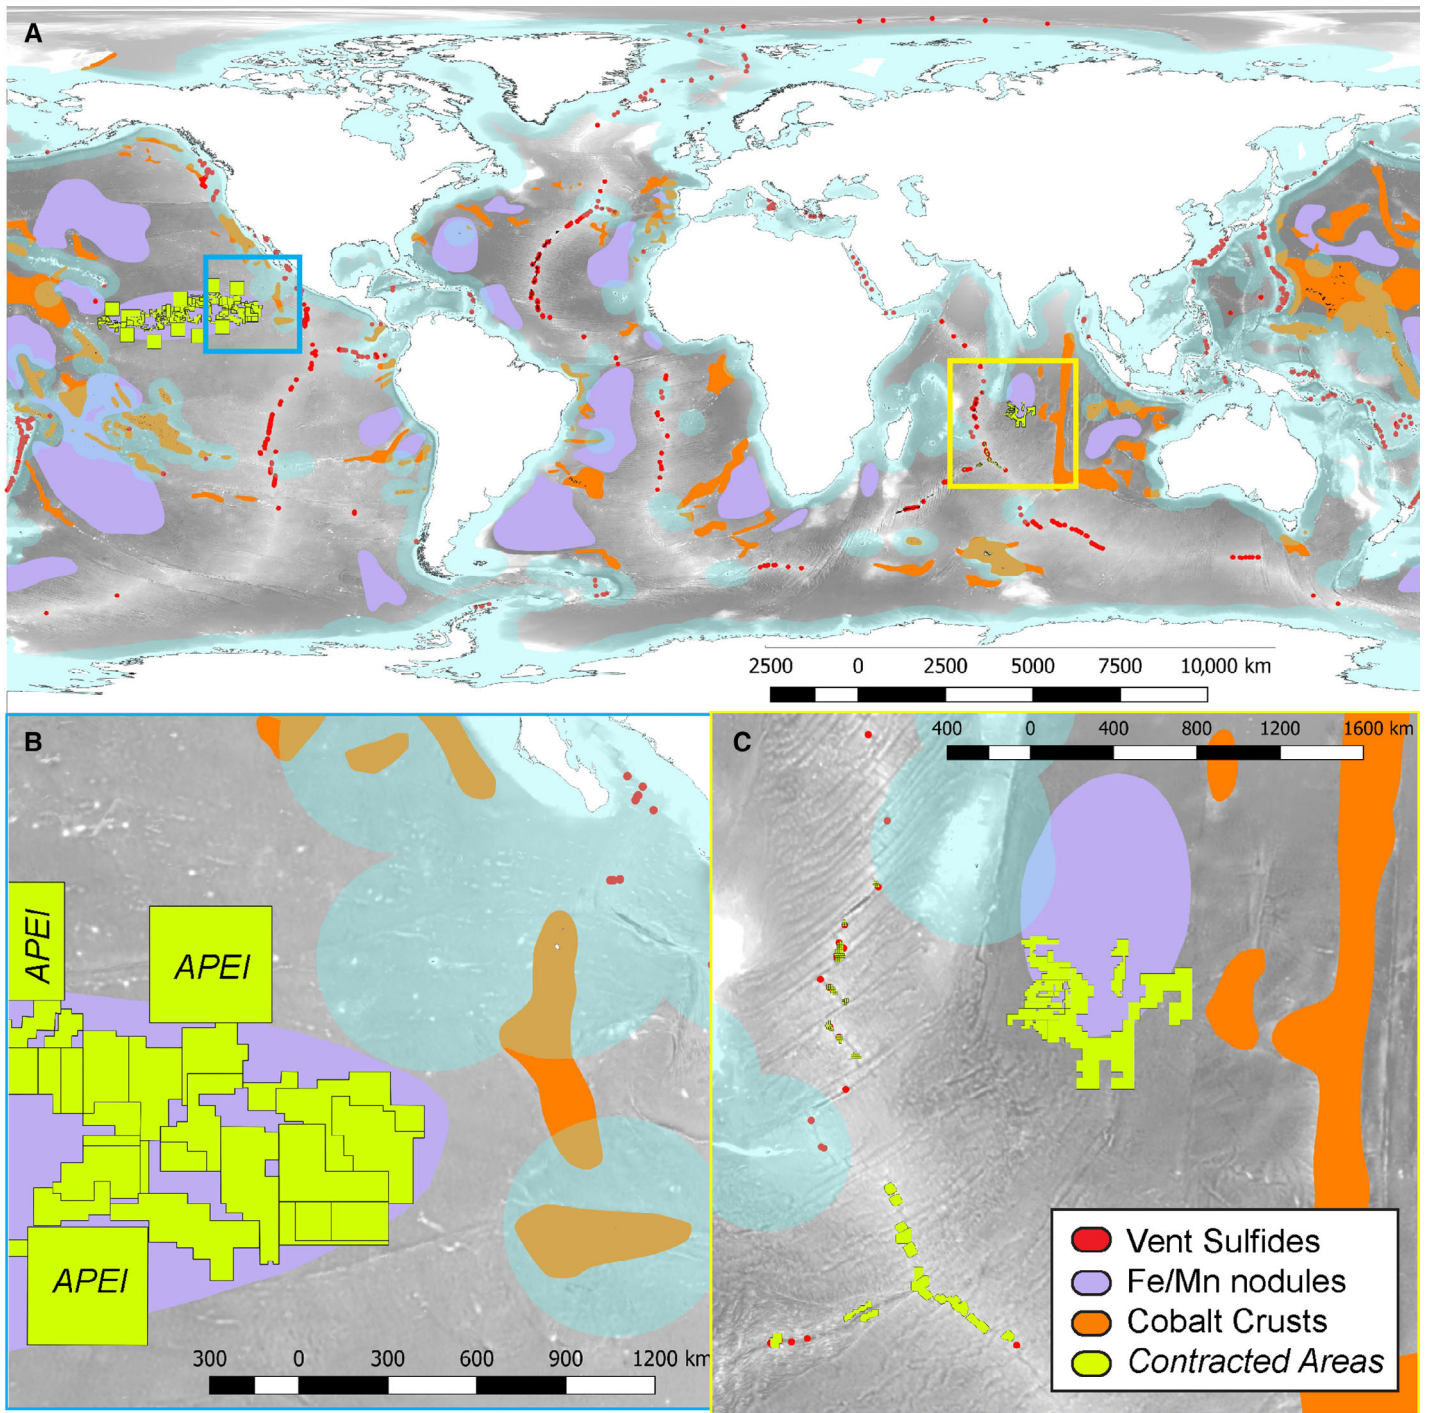 A
2500 0 2500 5000 7500 10,000 km
B
APEI
APEI
APEI
300 0 300 600 900 1200 km
C
400 0 400 800 1200 1600 km
Vent Sulfides
Fe/Mn nodules
Cobalt Crusts
Contracted Areas